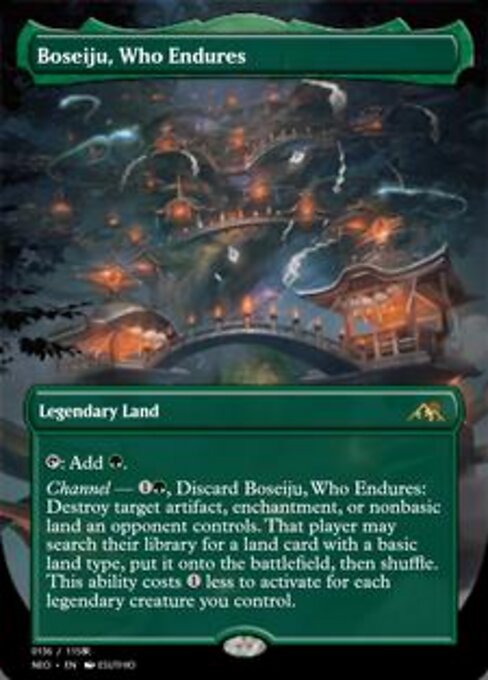 Boseiju, Who Endures
Legendary Land
: Add .
Channel — , Discard Boseiju, Who Endures:
Destroy target artifact, enchantment, or nonbasic
land an opponent controls. That player may
search their library for a land card with a basic
land type, put it onto the battlefield, then shuffle.
This ability costs 1 less to activate for each
legendary creature you control.
NEO • EN